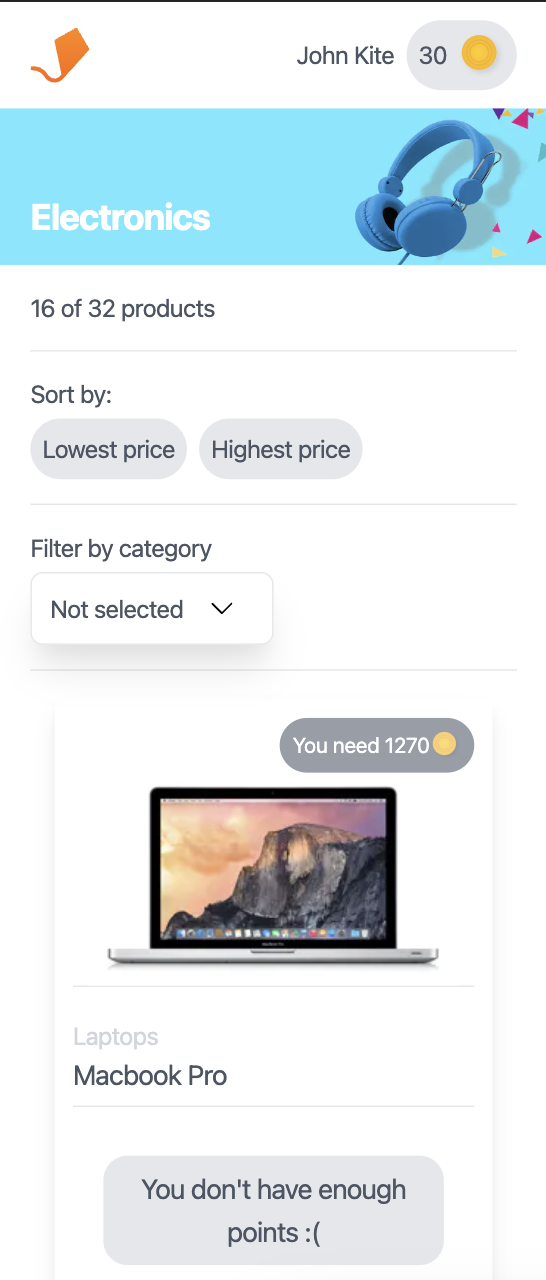 John Kite 30
Electronics
16 of 32 products
Sort by:
Lowest price Highest price
Filter by category
Not selected
You need 1270
Laptops
Macbook Pro
You don't have enough
points :(